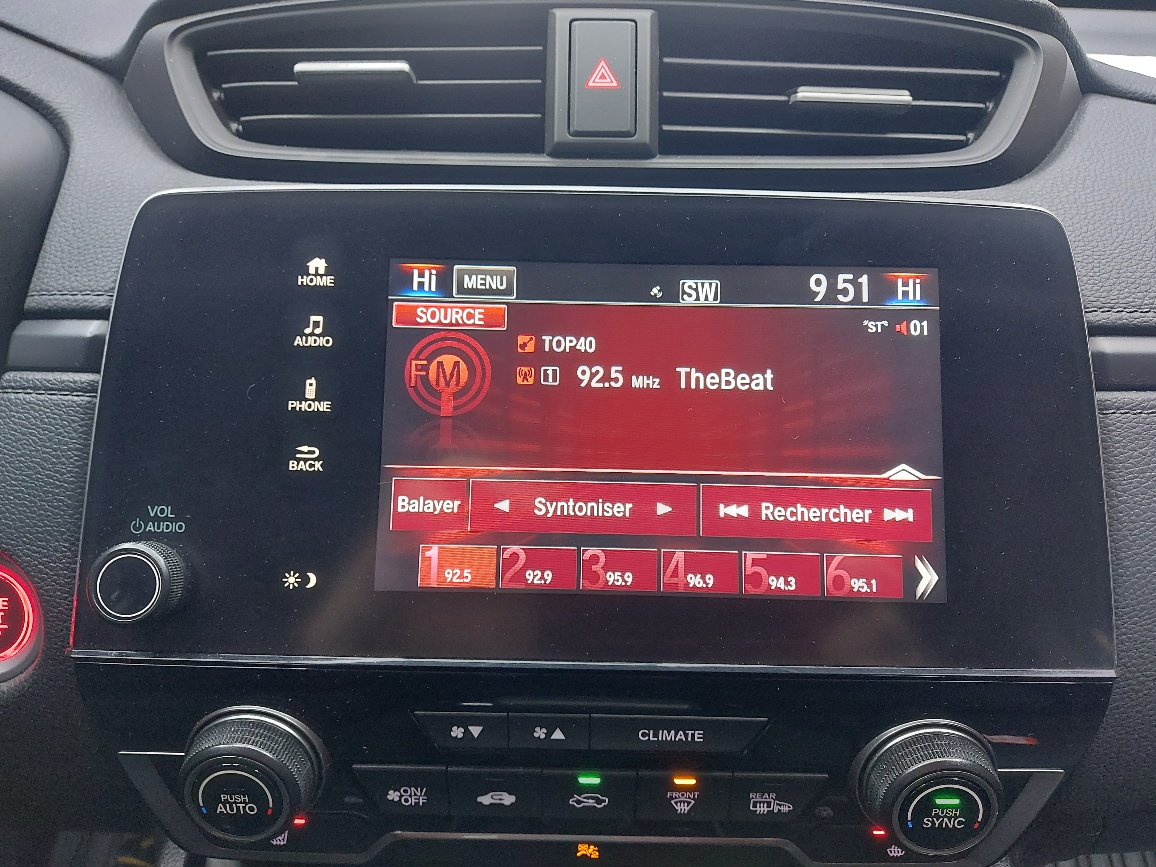 HOME
AUDIO
PHONE
BACK
VOL
AUDIO
Hi MENU SW 9 51 Hi
SOURCE
"ST" 01
TOP40
FM
1 92.5 MHz TheBeat
Balayer Syntoniser Rechercher
1 92.5 2 92.9 3 95.9 4 96.9 5 94.3 6 95.1
CLIMATE
PUSH
AUTO
ON/
OFF
FRONT
REAR
PUSH
SYNC